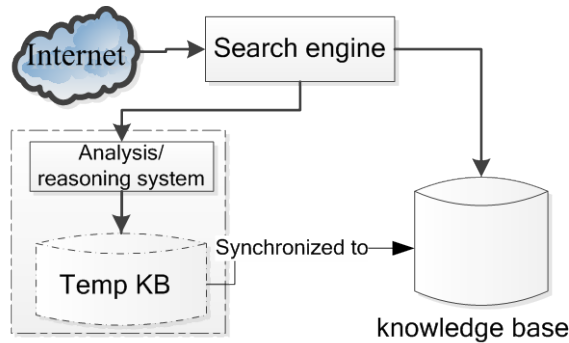 Internet
Search engine
Analysis/
reasoning system
Synchronized to
Temp KB
knowledge base